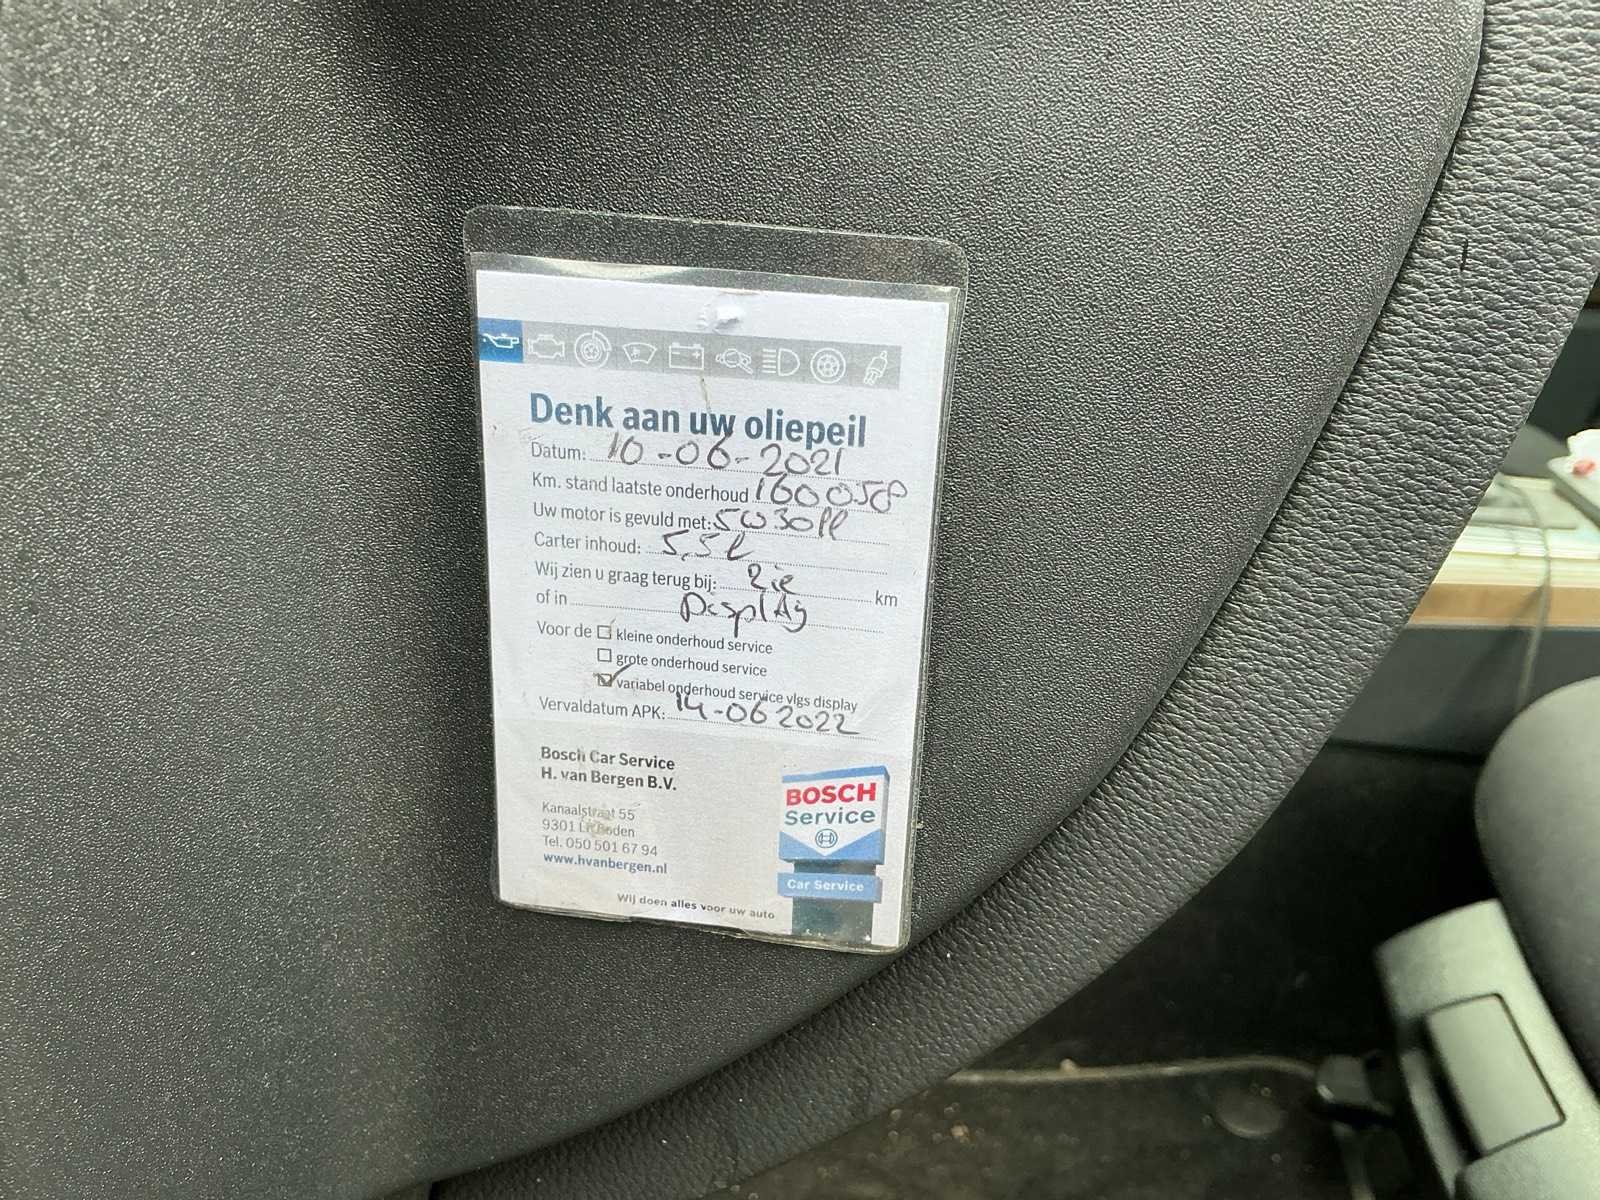 Denk aan uw oliepeil
Datum: 10-06-2021
Km. stand laatste onderhoud 160058
Uw motor is gevuld met: 5W30ll
Carter inhoud: 5,5 l
Wij zien u graag terug bij: zie km
of in Display
Voor de kleine onderhoud service
grote onderhoud service
variabel onderhoud service vlgs display
Vervaldatum APK: 14-06 2022
Bosch Car Service
H. van Bergen B.V.
Kanaalstraat 55
9301
Tel. 050 501 67 94
www.hvanbergen.nl
Wij doen alles voor uw auto
BOSCH
Service
Car Service